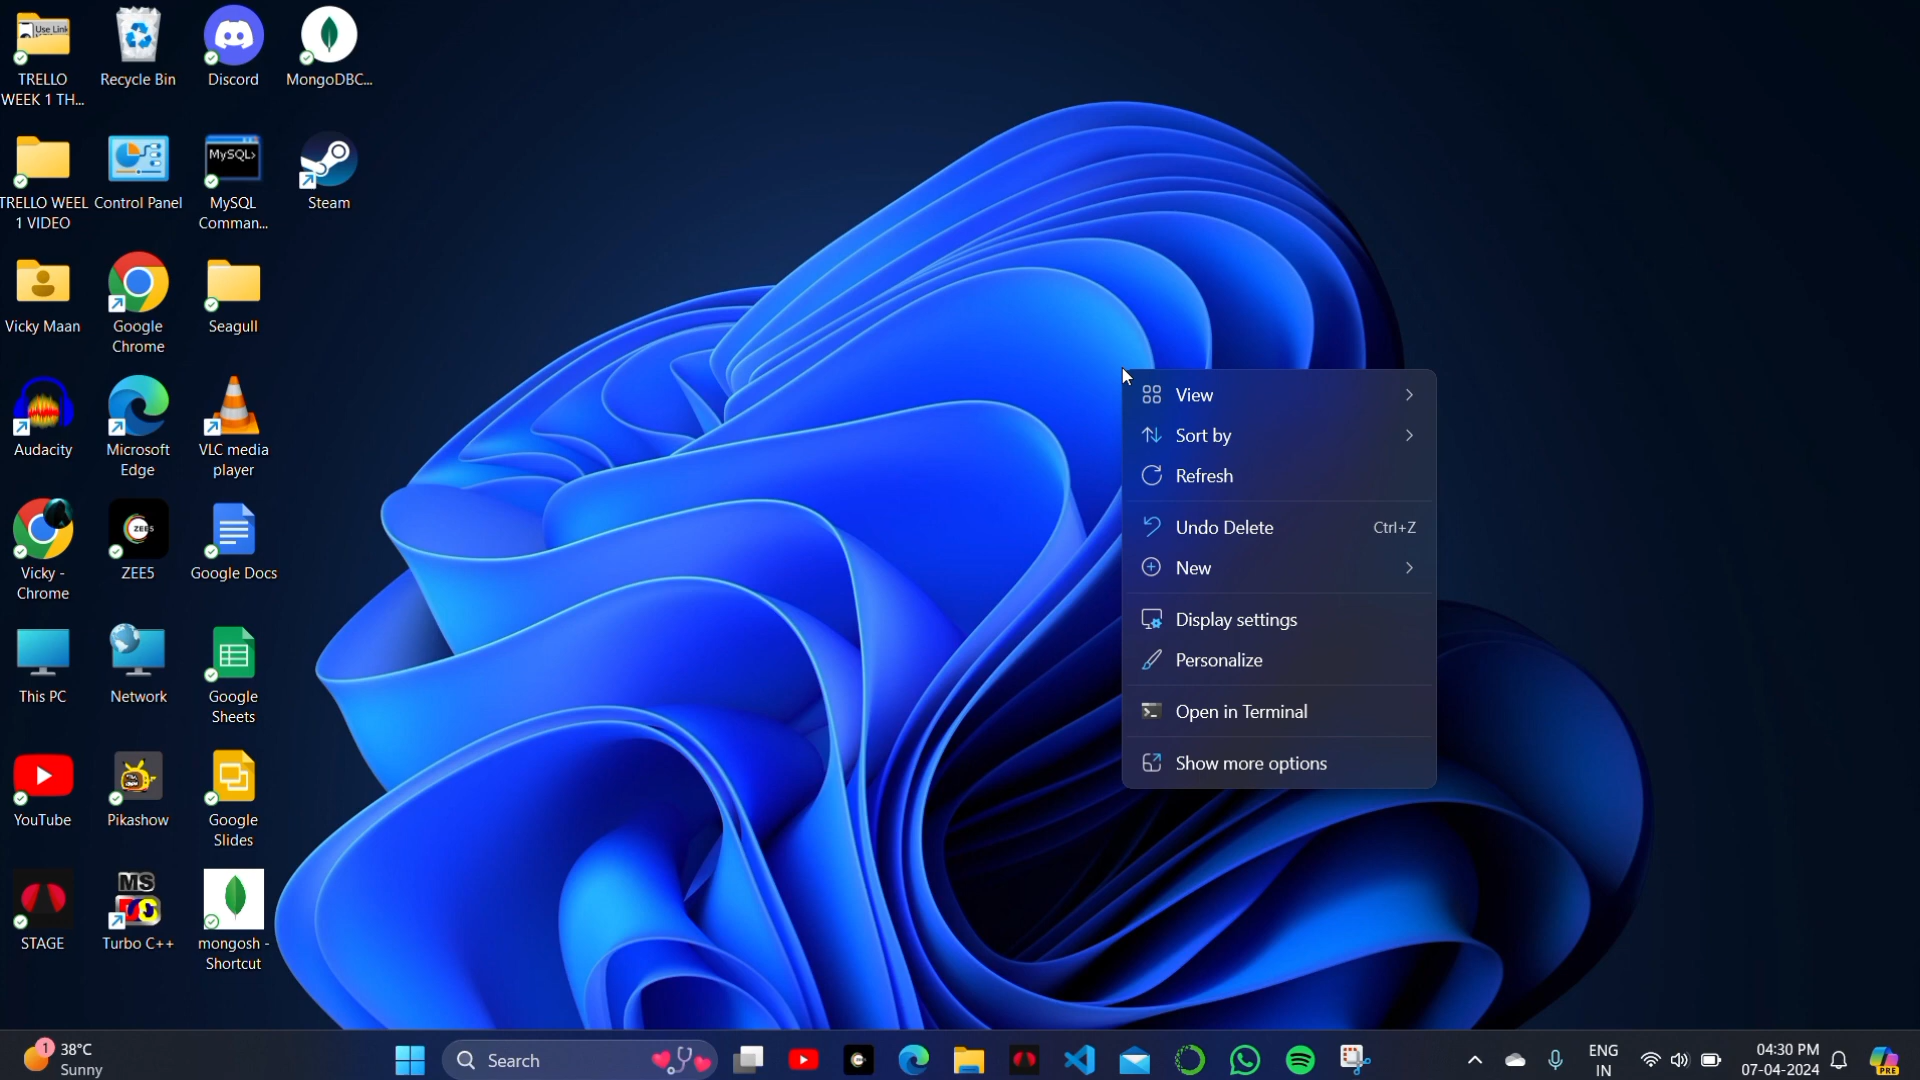 Use Link
TRELLO
WEEK 1 TH...
Recycle Bin
Discord
MongoDBC...
TRELLO WEEL
1 VIDEO
Control Panel
MySQL>
MySQL
Comman...
Steam
Vicky Maan
Google
Chrome
Seagull
Audacity
Microsoft
Edge
VLC media
player
Vicky -
Chrome
ZEE5
ZEE5
Google Docs
This PC
Network
Google
Sheets
YouTube
Pikashow
Google
Slides
STAGE
MS
Turbo C++
mongosh -
Shortcut
View
Sort by
Refresh
Undo Delete Ctrl+Z
New
Display settings
Personalize
Open in Terminal
Show more options
1
38°C
Sunny
Search
ENG
IN
04:30 PM
07-04-2024
PRE